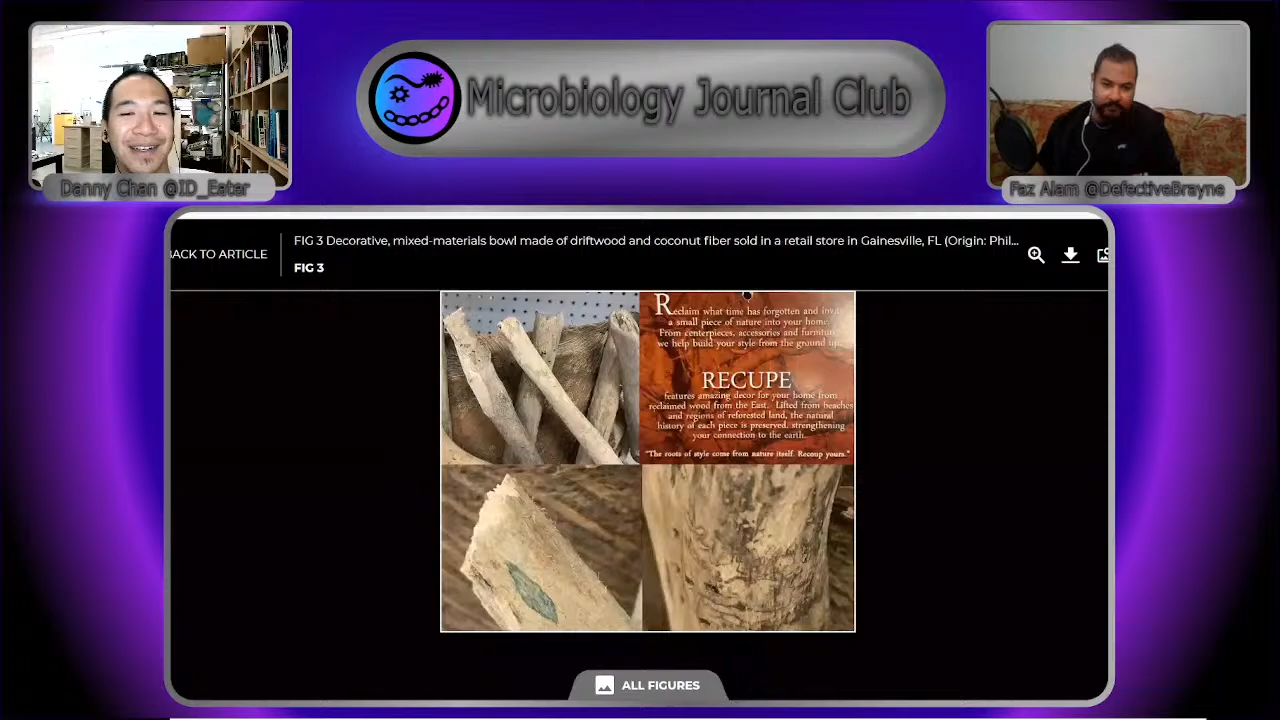 Microbiology Journal Club
Danny Chan @ID_Eater
Faz Alam @DefectiveBrayne
BACK TO ARTICLE
FIG 3 Decorative, mixed-materials bowl made of driftwood and coconut fiber sold in a retail store in Gainesville, FL (Origin: Phil...
FIG 3
Reclaim what time has forgotten and
a small piece of nature into your home.
From centerpieces, accessories and furniture
we help build your style from the ground up.
RECUPE
features amazing decor for your home from
reclaimed wood from the East. Lifted from beaches
and regions of reforested land, the natural
history of each piece is preserved, strengthening
your connection to the earth.
"The roots of style come from nature itself. Recoup yours."
ALL FIGURES